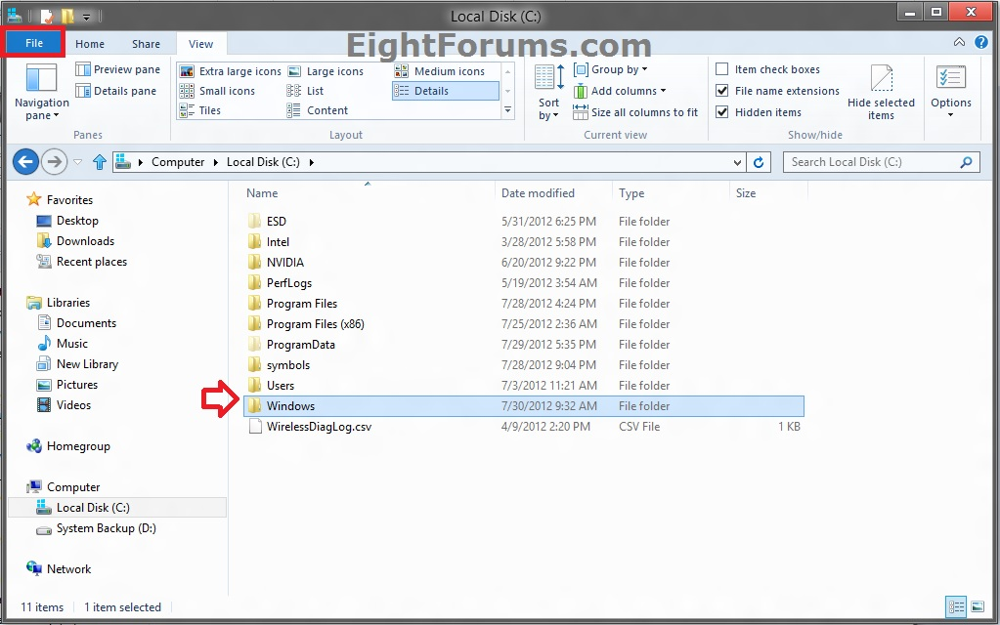 Local Disk (C:)
File Home Share View
EightForums.com
Navigation pane
Preview pane
Details pane
Panes
Extra large icons Large icons Medium icons
Small icons List Details
Tiles Content
Layout
Sort by
Group by
Add columns
Size all columns to fit
Current view
Item check boxes
File name extensions
Hidden items
Hide selected items
Show/hide
Options
Computer Local Disk (C:)
Search Local Disk (C:)
Favorites
Desktop
Downloads
Recent places
Libraries
Documents
Music
New Library
Pictures
Videos
Homegroup
Computer
Local Disk (C:)
System Backup (D:)
Network
Name Date modified Type Size
ESD 5/31/2012 6:25 PM File folder
Intel 3/28/2012 5:58 PM File folder
NVIDIA 6/20/2012 9:22 PM File folder
PerfLogs 5/19/2012 3:54 AM File folder
Program Files 7/28/2012 4:24 PM File folder
Program Files (x86) 7/25/2012 2:36 AM File folder
ProgramData 7/29/2012 5:35 PM File folder
symbols 7/28/2012 9:04 PM File folder
Users 7/3/2012 11:21 AM File folder
Windows 7/30/2012 9:32 AM File folder
WirelessDiagLog.csv 4/9/2012 2:20 PM CSV File 1 KB
11 items 1 item selected